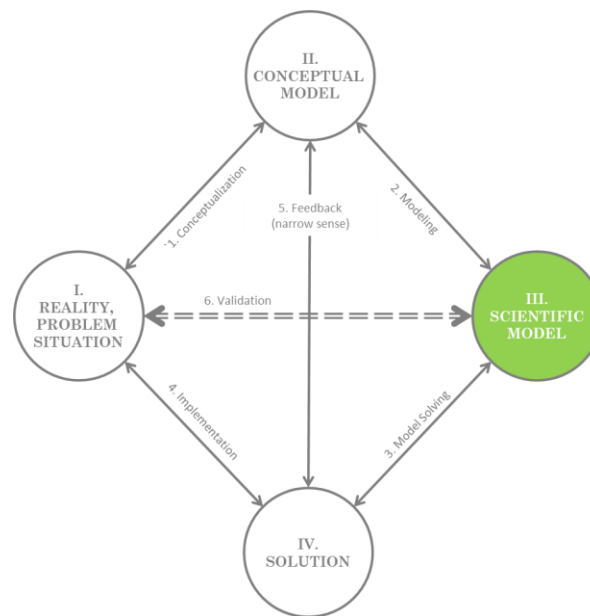 II.
CONCEPTUAL
MODEL
`1. Conceptualization
5. Feedback
(narrow sense)
2. Modeling
I.
REALITY,
PROBLEM
SITUATION
6. Validation
III.
SCIENTIFIC
MODEL
4. Implementation
3. Model Solving
IV.
SOLUTION